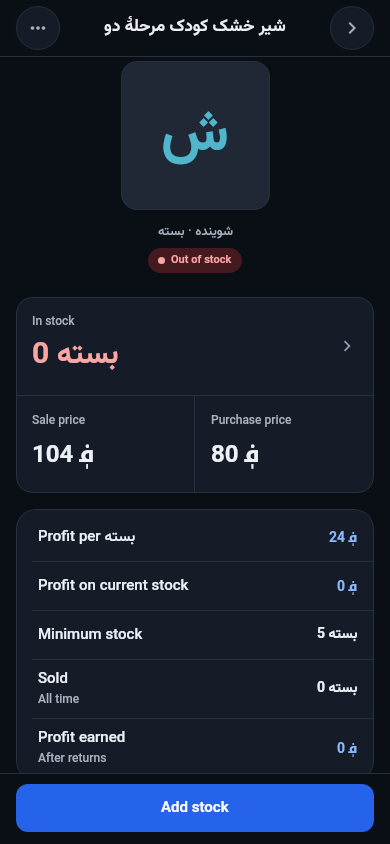 شیر خشک کودک مرحلهٔ دو
ش
شوینده · بسته
Out of stock
In stock
0 بسته
Sale price
104 ؋
Purchase price
80 ؋
Profit per بسته
24 ؋
Profit on current stock
0 ؋
Minimum stock
5 بسته
Sold
0 بسته
All time
Profit earned
0 ؋
After returns
Add stock